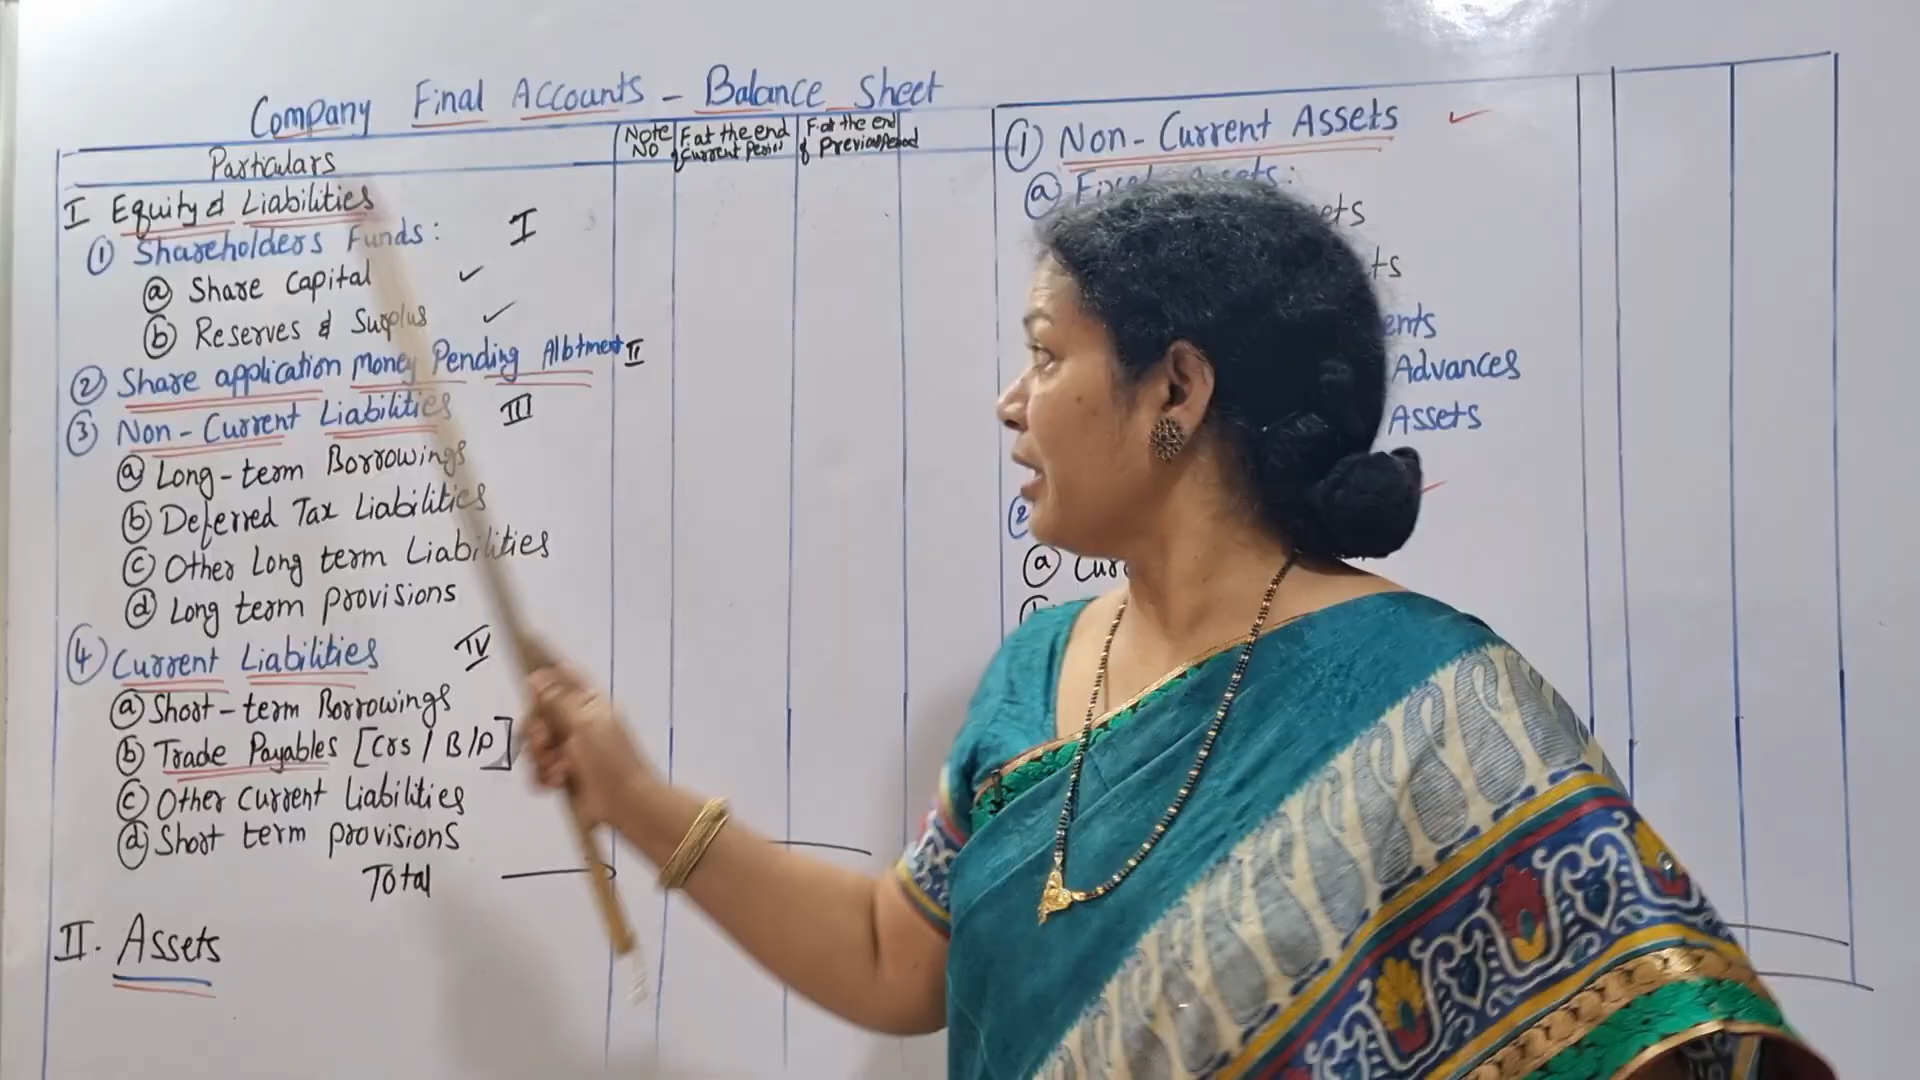 Company Final Accounts - Balance Sheet
Particulars
Note No
F. at the end of Current Period
F. at the end of Previous Period
I Equity & Liabilities
① Shareholders Funds: I
ⓐ Share Capital ✓
ⓑ Reserves & Surplus ✓
② Share application money Pending Allotment II
③ Non-Current Liabilities III
ⓐ Long-term Borrowings
ⓑ Deferred Tax Liabilities
ⓒ Other Long term Liabilities
ⓓ Long term provisions
④ Current Liabilities IV
ⓐ Short-term Borrowings
ⓑ Trade Payables [Crs / B/P]
ⓒ Other current Liabilities
ⓓ Short term provisions
Total
II. Assets
① Non-Current Assets ✓
ⓐ
Advances
Assets
②
ⓐ